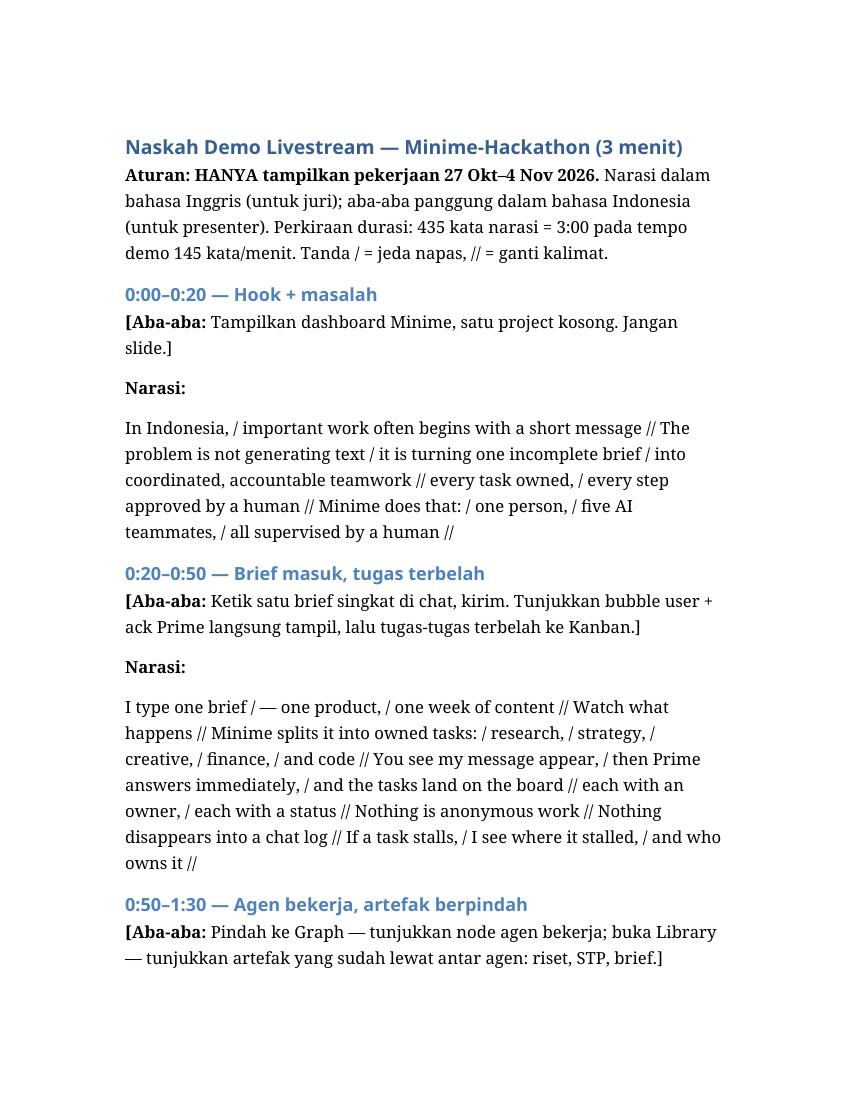 Naskah Demo Livestream — Minime-Hackathon (3 menit)
Aturan: HANYA tampilkan pekerjaan 27 Okt–4 Nov 2026. Narasi dalam
bahasa Inggris (untuk juri); aba-aba panggung dalam bahasa Indonesia
(untuk presenter). Perkiraan durasi: 435 kata narasi = 3:00 pada tempo
demo 145 kata/menit. Tanda / = jeda napas, // = ganti kalimat.
0:00–0:20 — Hook + masalah
[Aba-aba: Tampilkan dashboard Minime, satu project kosong. Jangan
slide.]
Narasi:
In Indonesia, / important work often begins with a short message // The
problem is not generating text / it is turning one incomplete brief / into
coordinated, accountable teamwork // every task owned, / every step
approved by a human // Minime does that: / one person, / five AI
teammates, / all supervised by a human //
0:20–0:50 — Brief masuk, tugas terbelah
[Aba-aba: Ketik satu brief singkat di chat, kirim. Tunjukkan bubble user +
ack Prime langsung tampil, lalu tugas-tugas terbelah ke Kanban.]
Narasi:
I type one brief / — one product, / one week of content // Watch what
happens // Minime splits it into owned tasks: / research, / strategy, /
creative, / finance, / and code // You see my message appear, / then Prime
answers immediately, / and the tasks land on the board // each with an
owner, / each with a status // Nothing is anonymous work // Nothing
disappears into a chat log // If a task stalls, / I see where it stalled, / and who
owns it //
0:50–1:30 — Agen bekerja, artefak berpindah
[Aba-aba: Pindah ke Graph — tunjukkan node agen bekerja; buka Library
— tunjukkan artefak yang sudah lewat antar agen: riset, STP, brief.]